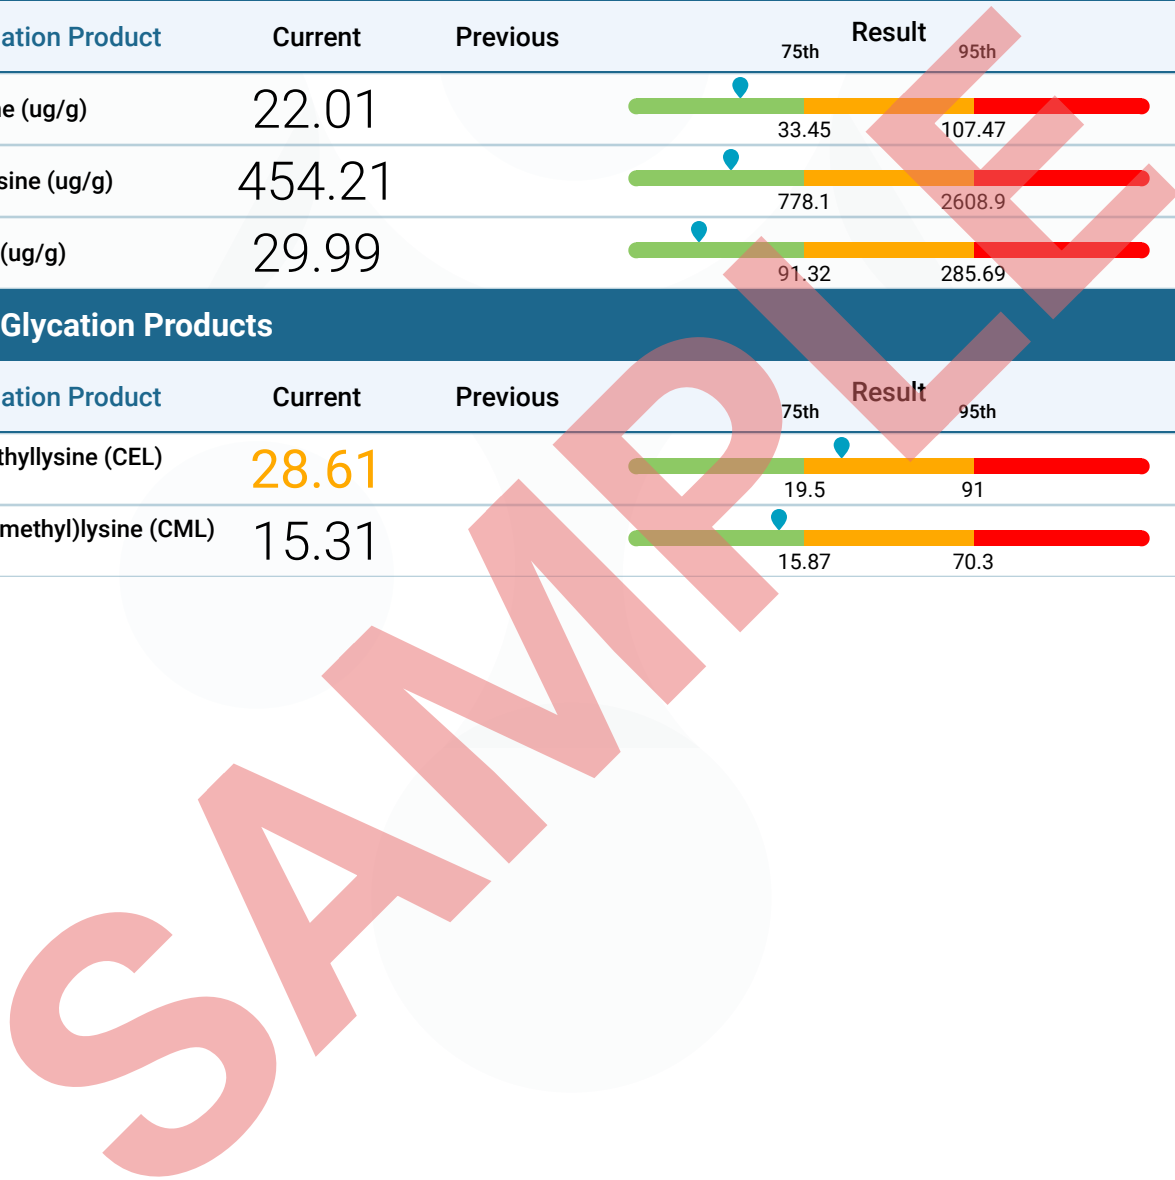 ation Product Current Previous Result
75th 95th
ne (ug/g) 22.01
33.45 107.47
sine (ug/g) 454.21
778.1 2608.9
(ug/g) 29.99
91.32 285.69
Glycation Products
ation Product Current Previous Result
75th 95th
thyllysine (CEL) 28.61
19.5 91
methyl)lysine (CML) 15.31
15.87 70.3
SAMPLE